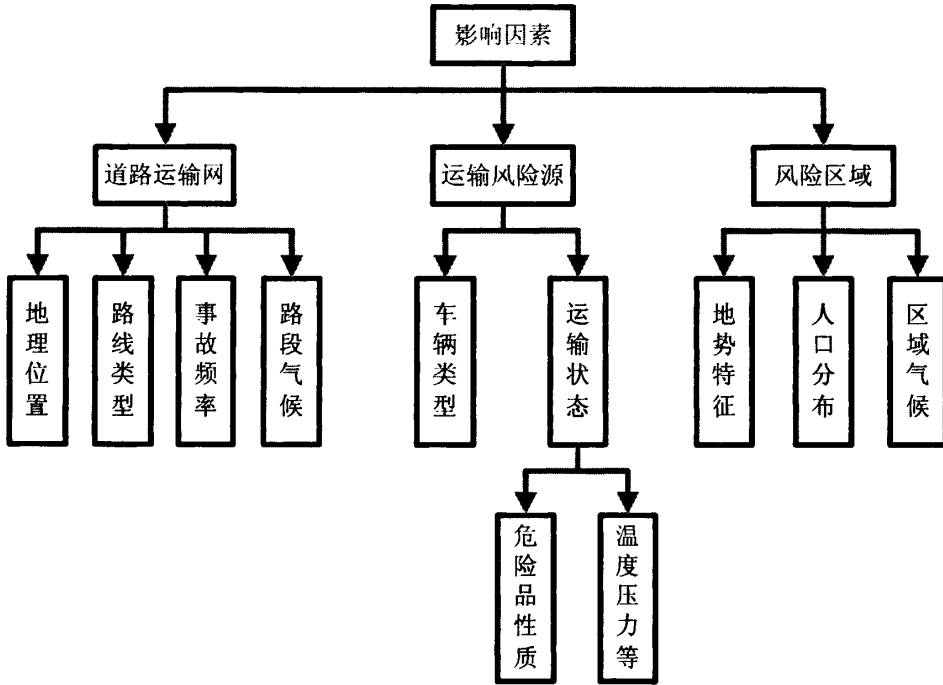 影响因素
道路运输网
运输风险源
风险区域
地理位置
路线类型
事故频率
路段气候
车辆类型
运输状态
地势特征
人口分布
区域气候
危险品性质
温度压力等